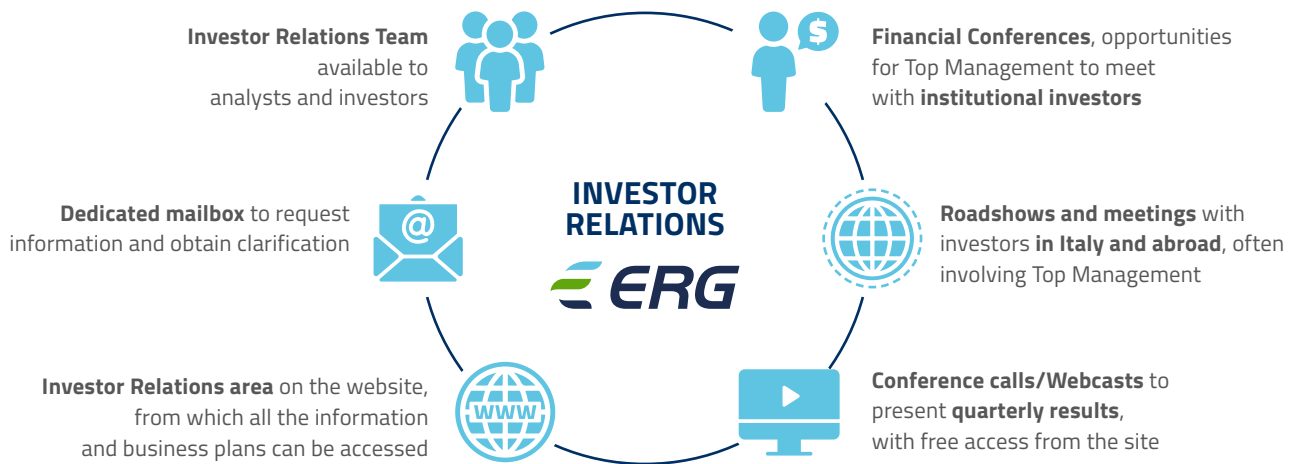 Investor Relations Team
available to
analysts and investors
$
Financial Conferences, opportunities
for Top Management to meet
with institutional investors
Dedicated mailbox to request
information and obtain clarification
@
INVESTOR
RELATIONS
ERG
Roadshows and meetings with
investors in Italy and abroad, often
involving Top Management
Investor Relations area on the website,
from which all the information
and business plans can be accessed
www
Conference calls/Webcasts to
present quarterly results,
with free access from the site